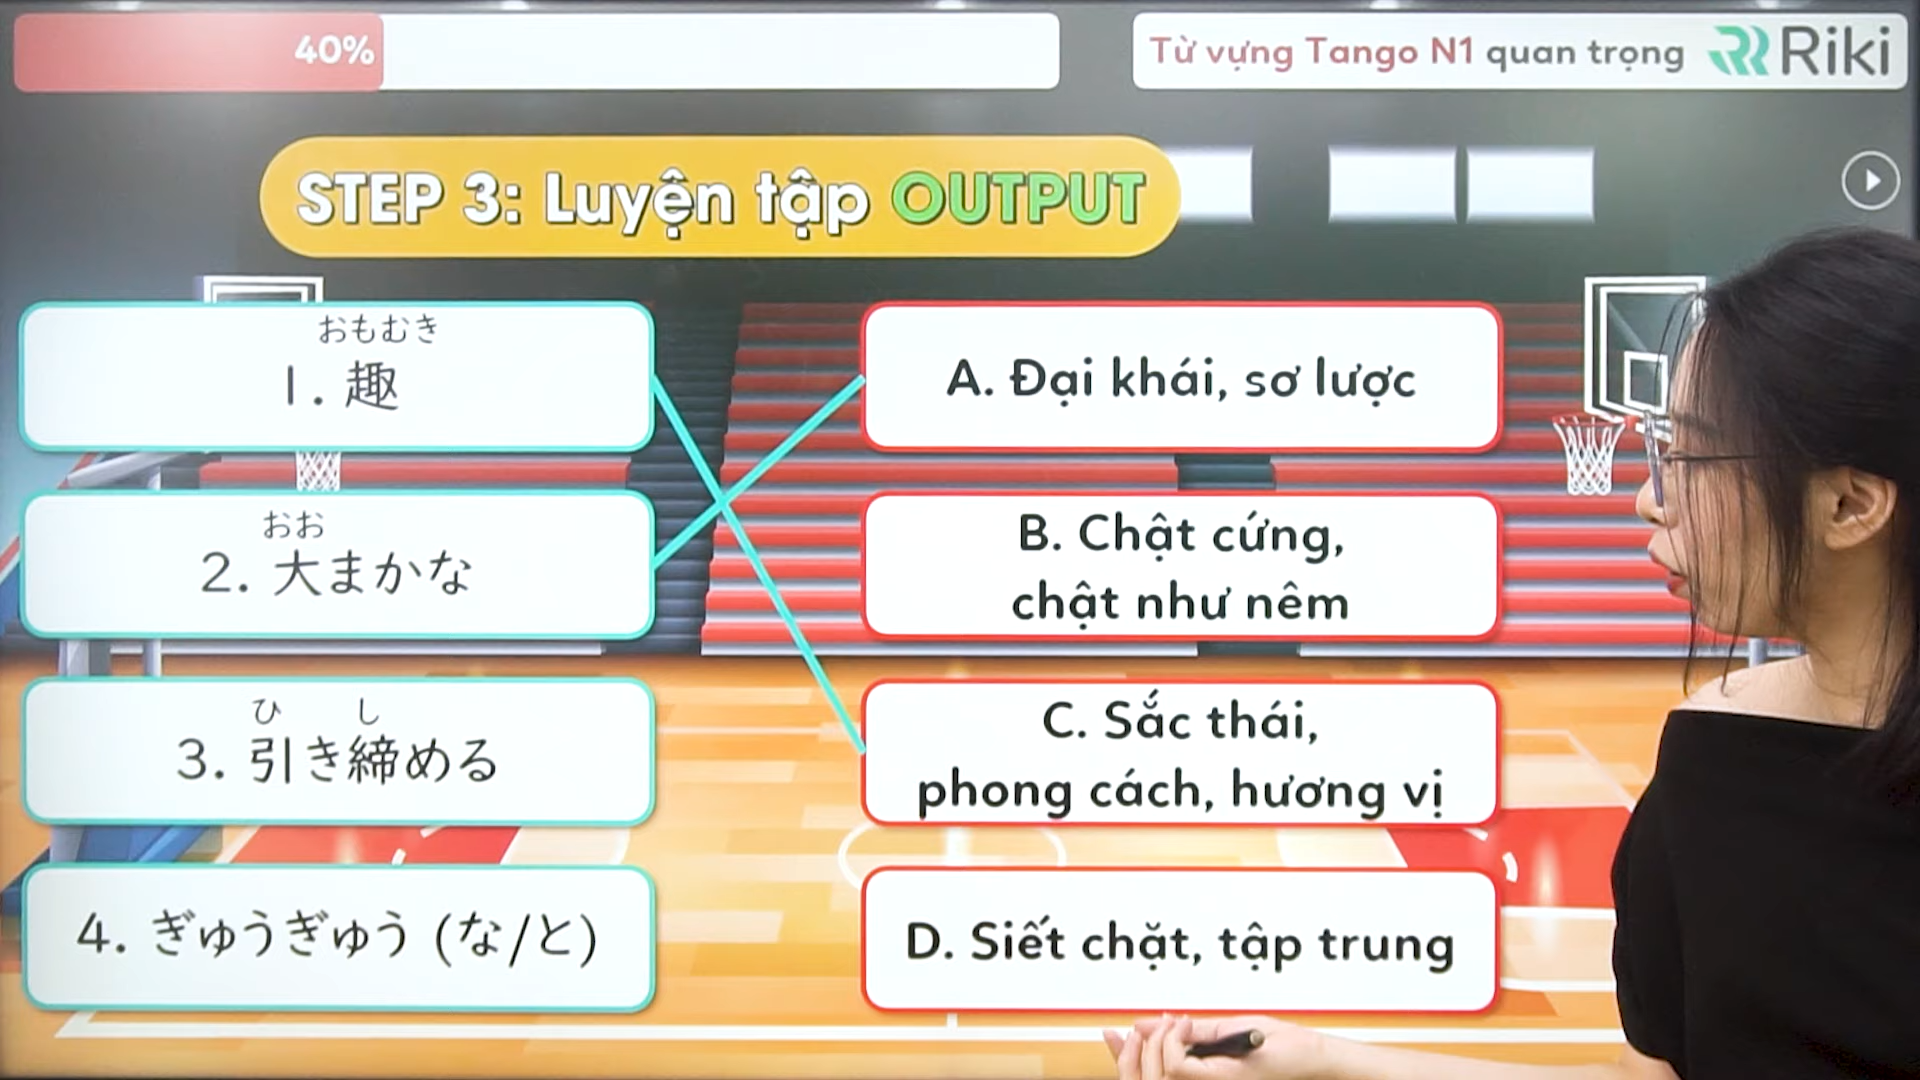 40%
Từ vựng Tango N1 quan trọng Riki
STEP 3: Luyện tập OUTPUT
おもむき
1. 趣
A. Đại khái, sơ lược
おお
2. 大まかな
B. Chật cứng,
chật như nêm
ひ し
3. 引き締める
C. Sắc thái,
phong cách, hương vị
4. ぎゅうぎゅう (な/と)
D. Siết chặt, tập trung